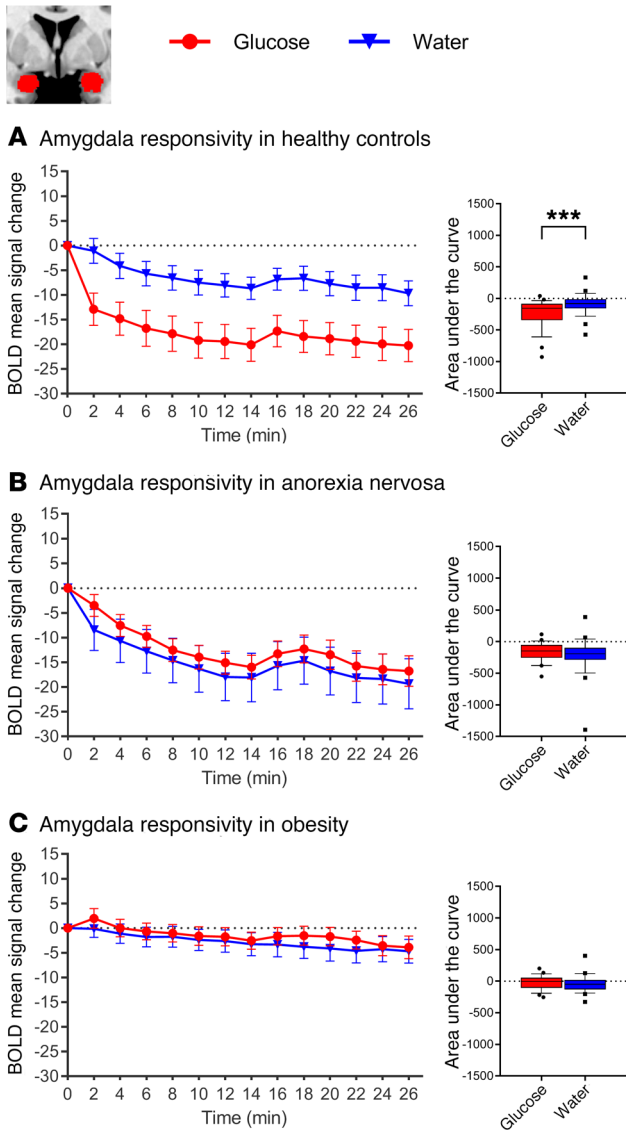 Glucose Water
A Amygdala responsivity in healthy controls
BOLD mean signal change
15
10
5
0
-5
-10
-15
-20
-25
-30
0 2 4 6 8 10 12 14 16 18 20 22 24 26
Time (min)
Area under the curve
1500
1000
500
0
-500
-1000
-1500
***
Glucose
Water
B Amygdala responsivity in anorexia nervosa
BOLD mean signal change
15
10
5
0
-5
-10
-15
-20
-25
-30
0 2 4 6 8 10 12 14 16 18 20 22 24 26
Time (min)
Area under the curve
1500
1000
500
0
-500
-1000
-1500
Glucose
Water
C Amygdala responsivity in obesity
BOLD mean signal change
15
10
5
0
-5
-10
-15
-20
-25
-30
0 2 4 6 8 10 12 14 16 18 20 22 24 26
Time (min)
Area under the curve
1500
1000
500
0
-500
-1000
-1500
Glucose
Water